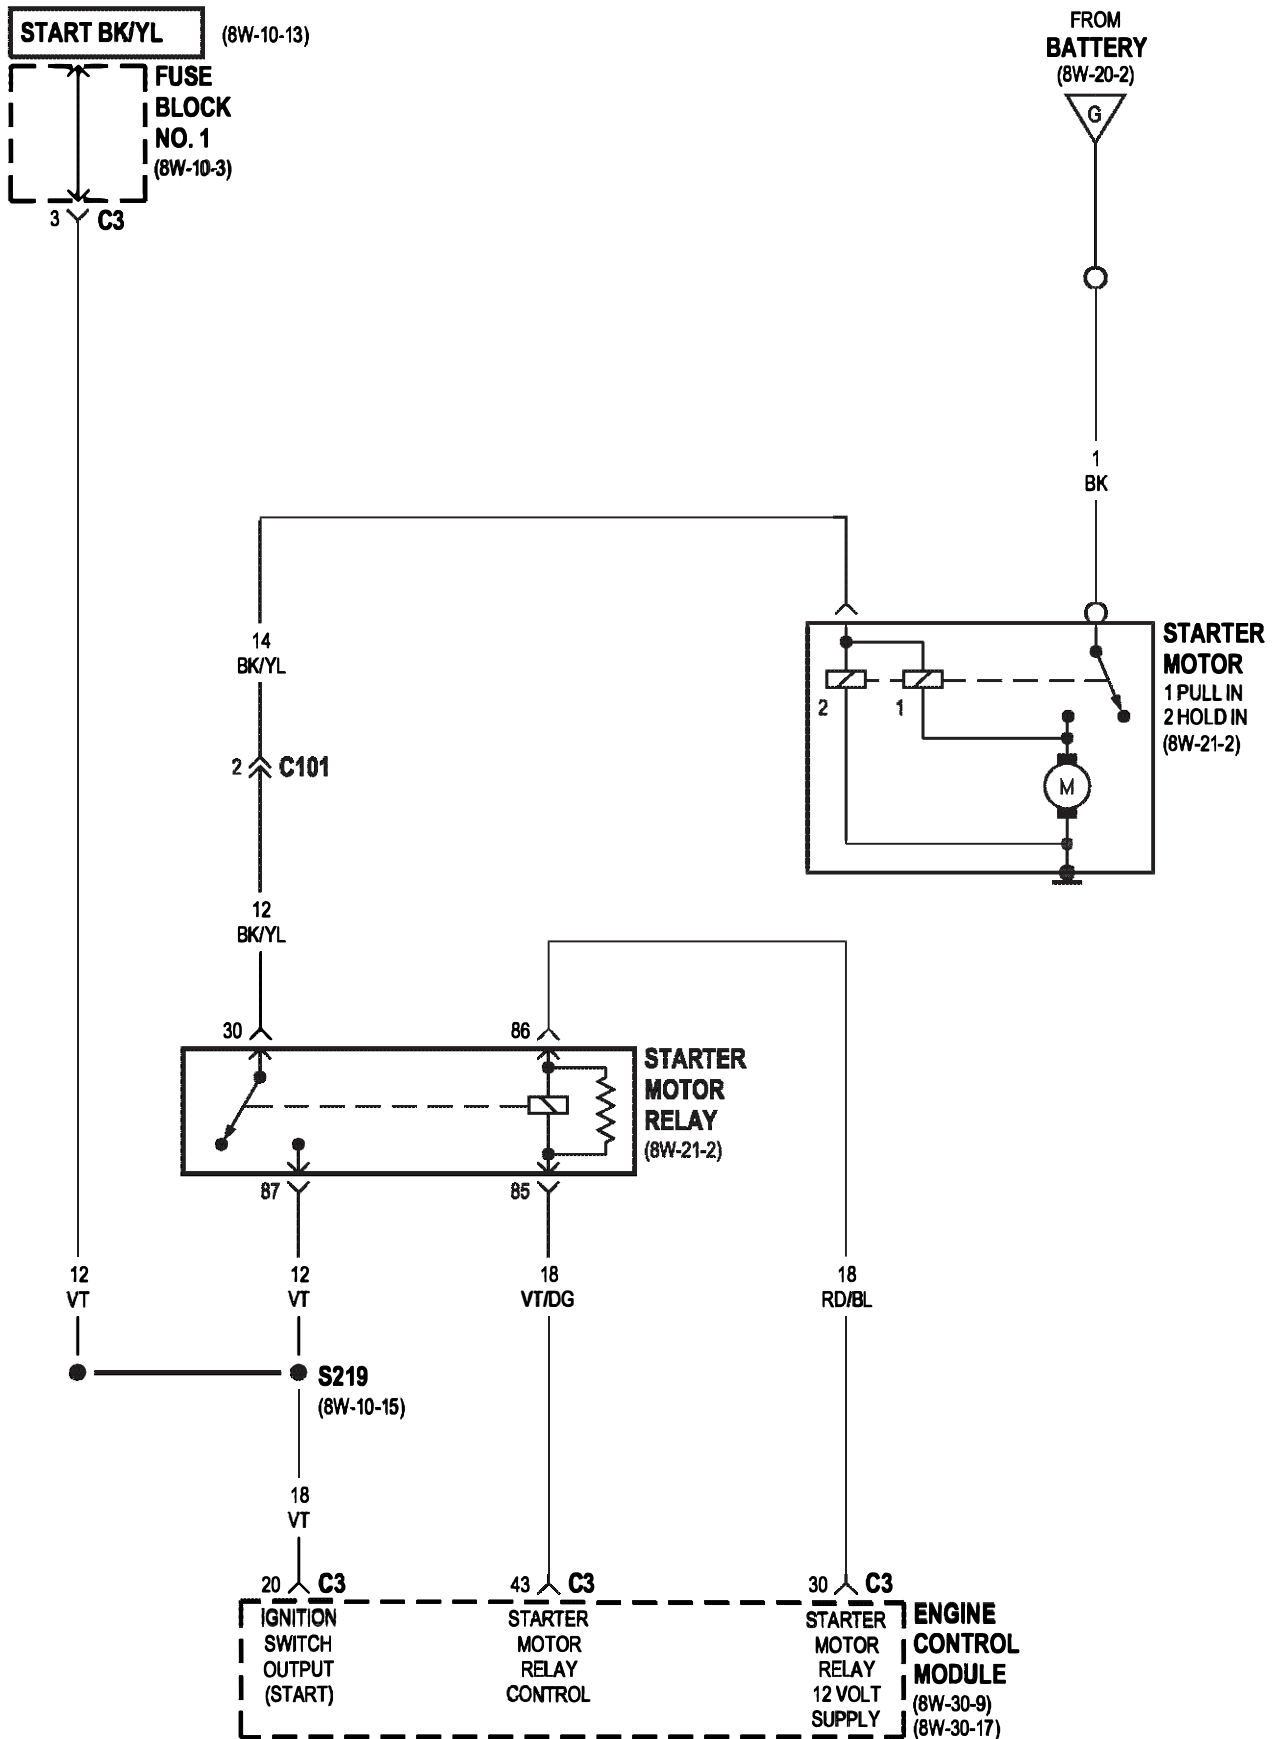 START BK/YL
(8W-10-13)
FUSE
BLOCK
NO. 1
(8W-10-3)
3
C3
FROM
BATTERY
(8W-20-2)
G
1
BK
14
BK/YL
2
C101
12
BK/YL
STARTER
MOTOR
1 PULL IN
2 HOLD IN
(8W-21-2)
2
1
M
30
86
STARTER
MOTOR
RELAY
(8W-21-2)
87
85
12
VT
12
VT
18
VT/DG
18
RD/BL
S219
(8W-10-15)
18
VT
20
C3
43
C3
30
C3
IGNITION
SWITCH
OUTPUT
(START)
STARTER
MOTOR
RELAY
CONTROL
STARTER
MOTOR
RELAY
12 VOLT
SUPPLY
ENGINE
CONTROL
MODULE
(8W-30-9)
(8W-30-17)